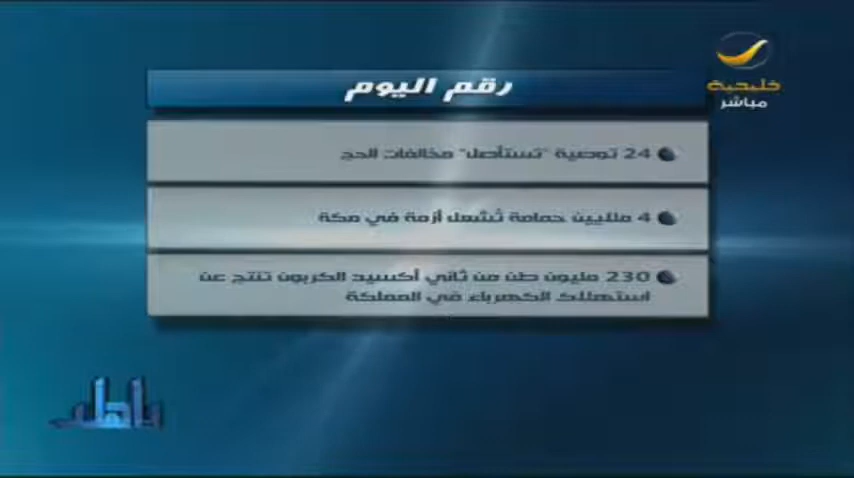 خليجية
مباشر
رقم اليوم
24 توصية "تستأصل" مخالفات الحج
4 ملايين حمامة تُشعل أزمة في مكة
230 مليون طن من ثاني أكسيد الكربون تنتج عن
استهلاك الكهرباء في المملكة
ياهلا